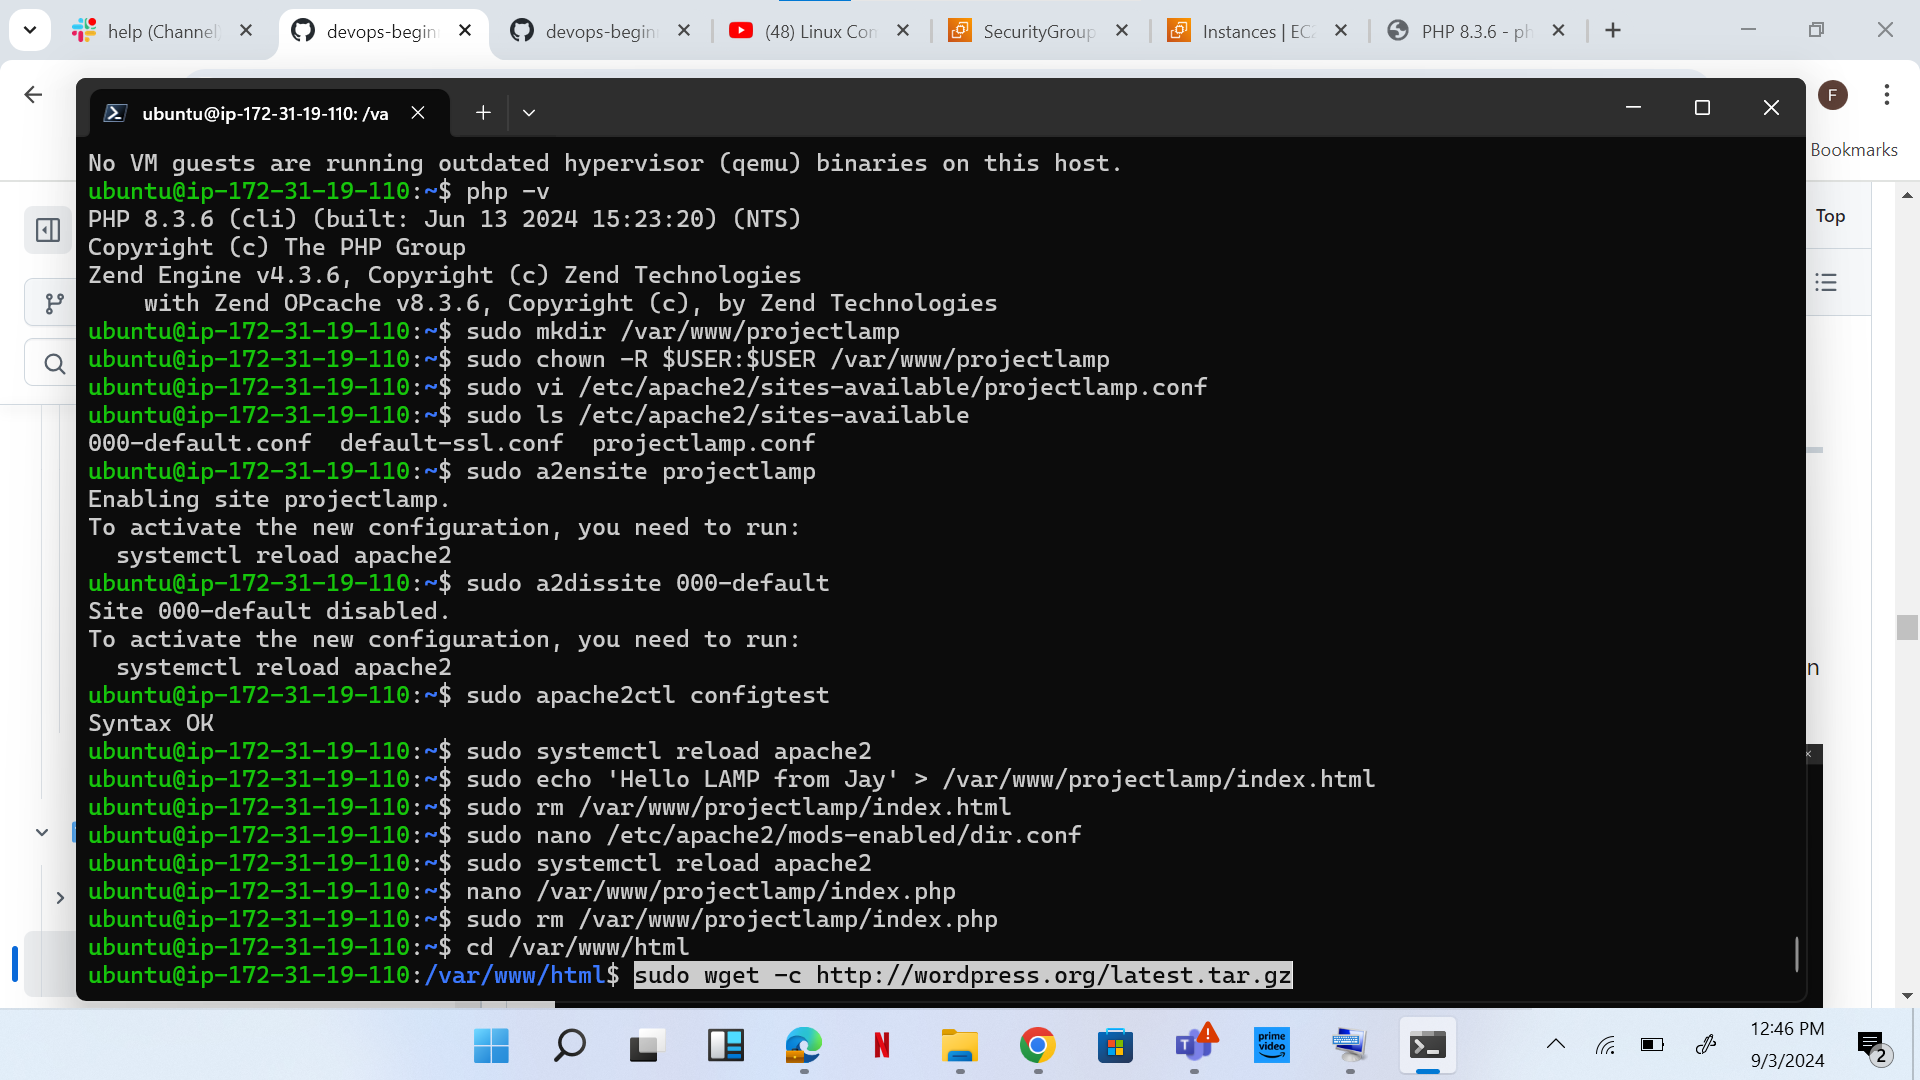 help (Channel)
devops-begin
devops-begin
(48) Linux Con
SecurityGroup
Instances | EC2
PHP 8.3.6 - ph
F
Bookmarks
Top
ubuntu@ip-172-31-19-110: /va
No VM guests are running outdated hypervisor (qemu) binaries on this host.
ubuntu@ip-172-31-19-110:~$ php -v
PHP 8.3.6 (cli) (built: Jun 13 2024 15:23:20) (NTS)
Copyright (c) The PHP Group
Zend Engine v4.3.6, Copyright (c) Zend Technologies
    with Zend OPcache v8.3.6, Copyright (c), by Zend Technologies
ubuntu@ip-172-31-19-110:~$ sudo mkdir /var/www/projectlamp
ubuntu@ip-172-31-19-110:~$ sudo chown -R $USER:$USER /var/www/projectlamp
ubuntu@ip-172-31-19-110:~$ sudo vi /etc/apache2/sites-available/projectlamp.conf
ubuntu@ip-172-31-19-110:~$ sudo ls /etc/apache2/sites-available
000-default.conf  default-ssl.conf  projectlamp.conf
ubuntu@ip-172-31-19-110:~$ sudo a2ensite projectlamp
Enabling site projectlamp.
To activate the new configuration, you need to run:
  systemctl reload apache2
ubuntu@ip-172-31-19-110:~$ sudo a2dissite 000-default
Site 000-default disabled.
To activate the new configuration, you need to run:
  systemctl reload apache2
ubuntu@ip-172-31-19-110:~$ sudo apache2ctl configtest
Syntax OK
ubuntu@ip-172-31-19-110:~$ sudo systemctl reload apache2
ubuntu@ip-172-31-19-110:~$ sudo echo 'Hello LAMP from Jay' > /var/www/projectlamp/index.html
ubuntu@ip-172-31-19-110:~$ sudo rm /var/www/projectlamp/index.html
ubuntu@ip-172-31-19-110:~$ sudo nano /etc/apache2/mods-enabled/dir.conf
ubuntu@ip-172-31-19-110:~$ sudo systemctl reload apache2
ubuntu@ip-172-31-19-110:~$ nano /var/www/projectlamp/index.php
ubuntu@ip-172-31-19-110:~$ sudo rm /var/www/projectlamp/index.php
ubuntu@ip-172-31-19-110:~$ cd /var/www/html
ubuntu@ip-172-31-19-110:/var/www/html$ sudo wget -c http://wordpress.org/latest.tar.gz
n
N
T
prime
video
12:46 PM
9/3/2024
2